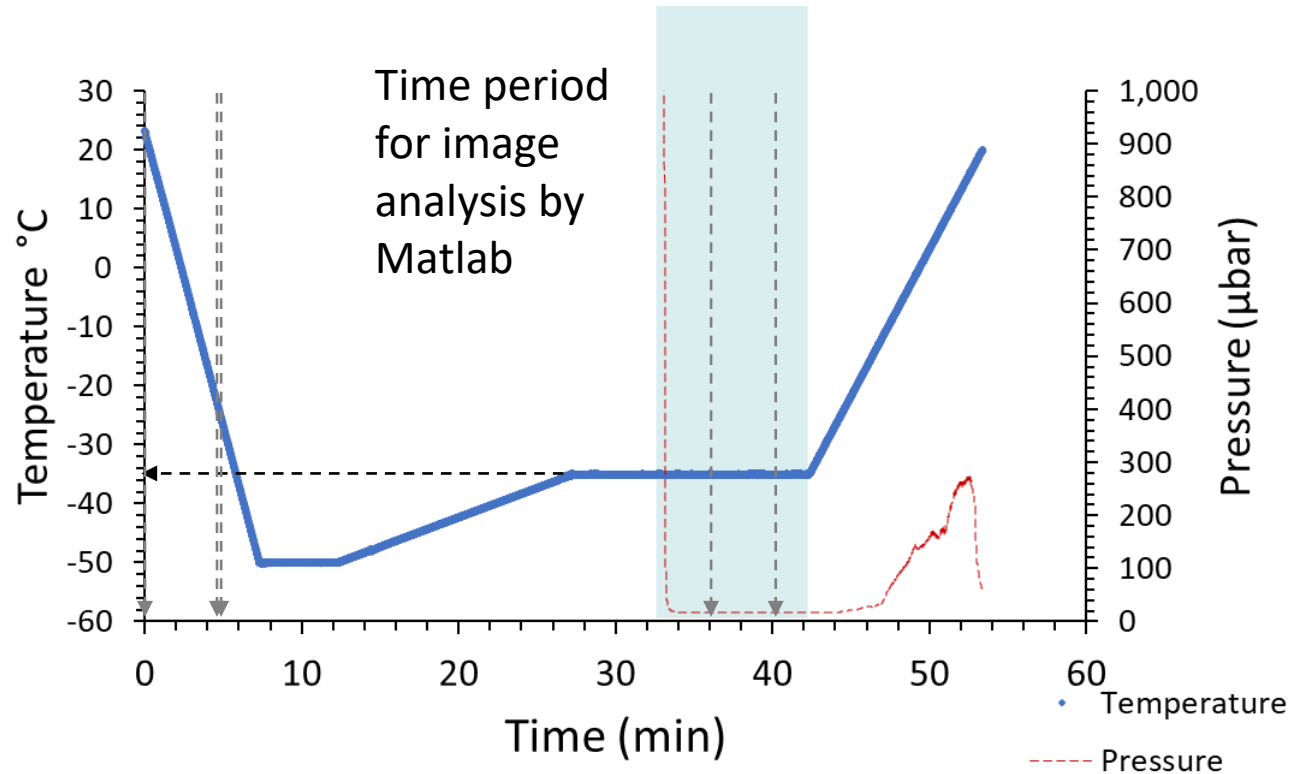 Time period
for image
analysis by
Matlab
30
20
10
0
-10
-20
-30
-40
-50
-60
Temperature °C
1,000
900
800
700
600
500
400
300
200
100
0
Pressure (µbar)
0 10 20 30 40 50 60
Time (min)
Temperature
Pressure